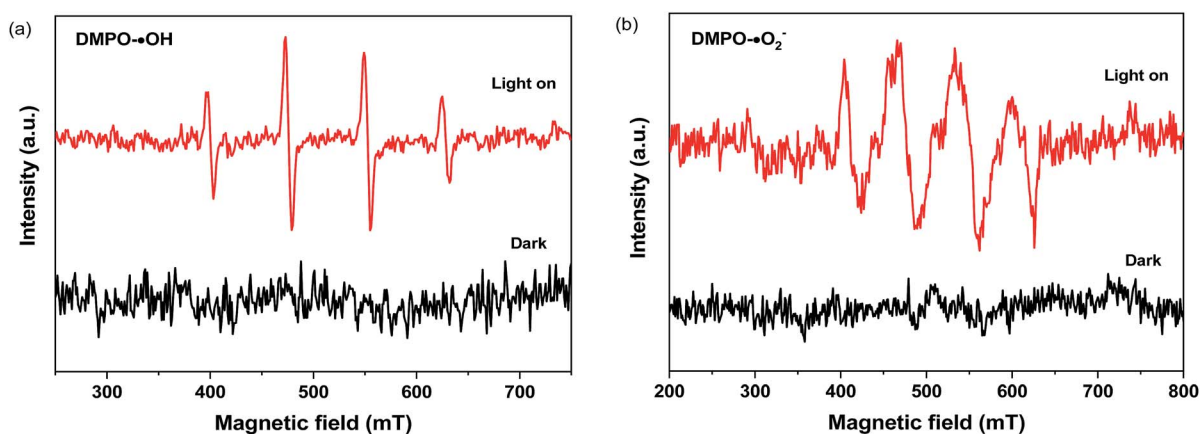 (a)
DMPO-•OH
Light on
Dark
Intensity (a.u.)
300 400 500 600 700
Magnetic field (mT)
(b)
DMPO-•O₂⁻
Light on
Dark
Intensity (a.u.)
200 300 400 500 600 700 800
Magnetic field (mT)